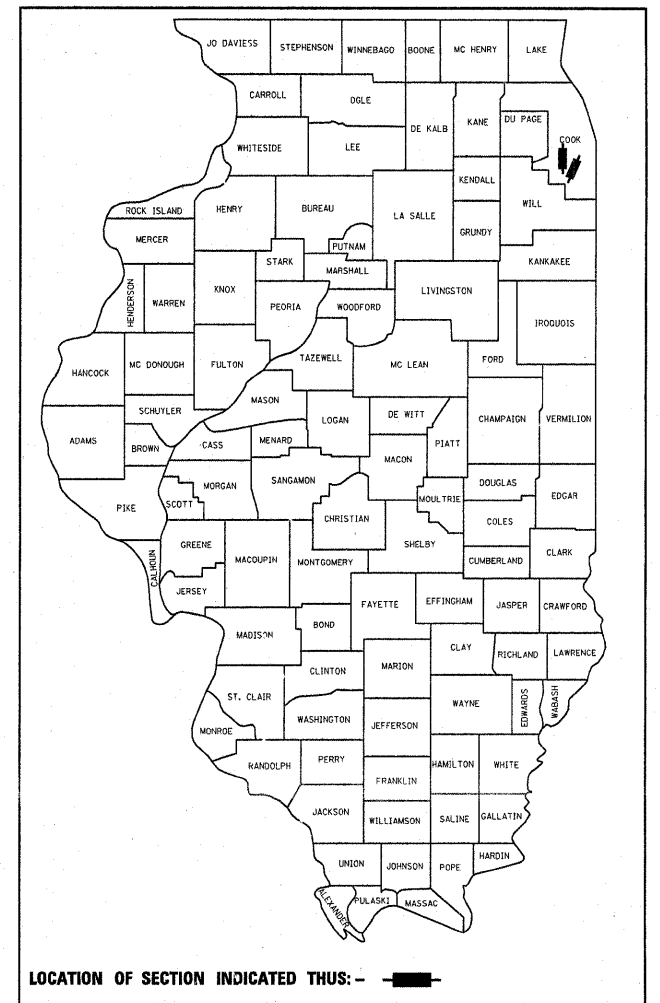 JO DAVIESS STEPHENSON WINNEBAGO BOONE MC HENRY LAKE
CARROLL OGLE DE KALB KANE DU PAGE COOK
WHITESIDE LEE
KENDALL WILL
ROCK ISLAND HENRY BUREAU LA SALLE GRUNDY
MERCER PUTNAM
STARK MARSHALL KANKAKEE
HENDERSON WARREN KNOX PEORIA WOODFORD LIVINGSTON IROQUOIS
HANCOCK MC DONOUGH FULTON TAZEWELL MC LEAN FORD
MASON
SCHUYLER LOGAN DE WITT CHAMPAIGN VERMILION
ADAMS BROWN CASS MENARD MACON PIATT
MORGAN SANGAMON DOUGLAS EDGAR
PIKE SCOTT CHRISTIAN MOULTRIE COLES
GREENE MACOUPIN MONTGOMERY SHELBY CUMBERLAND CLARK
CALHOUN JERSEY FAYETTE EFFINGHAM JASPER CRAWFORD
MADISON BOND
CLINTON MARION CLAY RICHLAND LAWRENCE
ST. CLAIR WASHINGTON JEFFERSON WAYNE EDWARDS WABASH
MONROE
RANDOLPH PERRY FRANKLIN HAMILTON WHITE
JACKSON WILLIAMSON SALINE GALLATIN
UNION JOHNSON POPE HARDIN
ALEXANDER PULASKI MASSAC
LOCATION OF SECTION INDICATED THUS: -